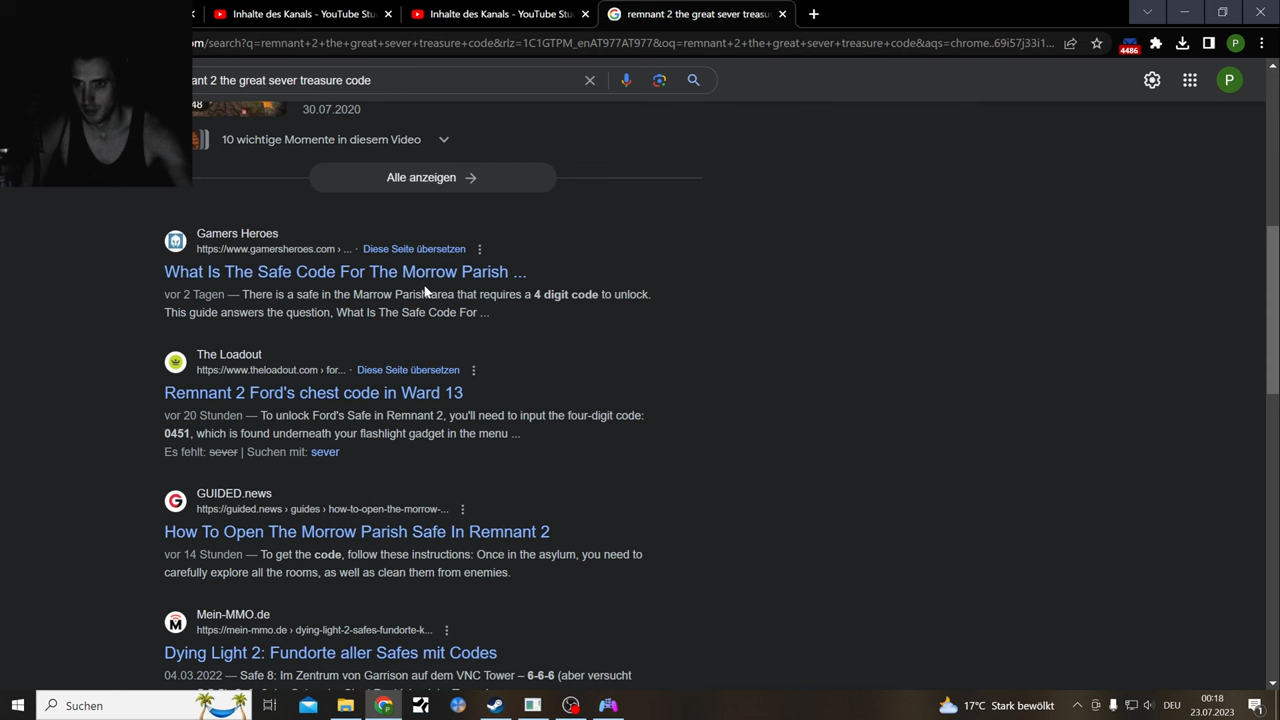 Inhalte des Kanals - YouTube Stu
Inhalte des Kanals - YouTube Stu
remnant 2 the great sever treasu
om/search?q=remnant+2+the+great+sever+treasure+code&rlz=1C1GTPM_enAT977AT977&oq=remnant+2+the+great+sever+treasure+code&aqs=chrome..69i57j33i1...
4486
P
ant 2 the great sever treasure code
P
48
30.07.2020
10 wichtige Momente in diesem Video
Alle anzeigen
Gamers Heroes
https://www.gamersheroes.com › ... · Diese Seite übersetzen
What Is The Safe Code For The Morrow Parish ...
vor 2 Tagen — There is a safe in the Marrow Parish area that requires a 4 digit code to unlock.
This guide answers the question, What Is The Safe Code For ...
The Loadout
https://www.theloadout.com › for... · Diese Seite übersetzen
Remnant 2 Ford's chest code in Ward 13
vor 20 Stunden — To unlock Ford's Safe in Remnant 2, you'll need to input the four-digit code:
0451, which is found underneath your flashlight gadget in the menu ...
Es fehlt: sever | Suchen mit: sever
GUIDED.news
https://guided.news › guides › how-to-open-the-morrow-...
How To Open The Morrow Parish Safe In Remnant 2
vor 14 Stunden — To get the code, follow these instructions: Once in the asylum, you need to
carefully explore all the rooms, as well as clean them from enemies.
Mein-MMO.de
https://mein-mmo.de › dying-light-2-safes-fundorte-k...
Dying Light 2: Fundorte aller Safes mit Codes
04.03.2022 — Safe 8: Im Zentrum von Garrison auf dem VNC Tower – 6-6-6 (aber versucht
Suchen
17°C Stark bewölkt
DEU
00:18
23.07.2023
1